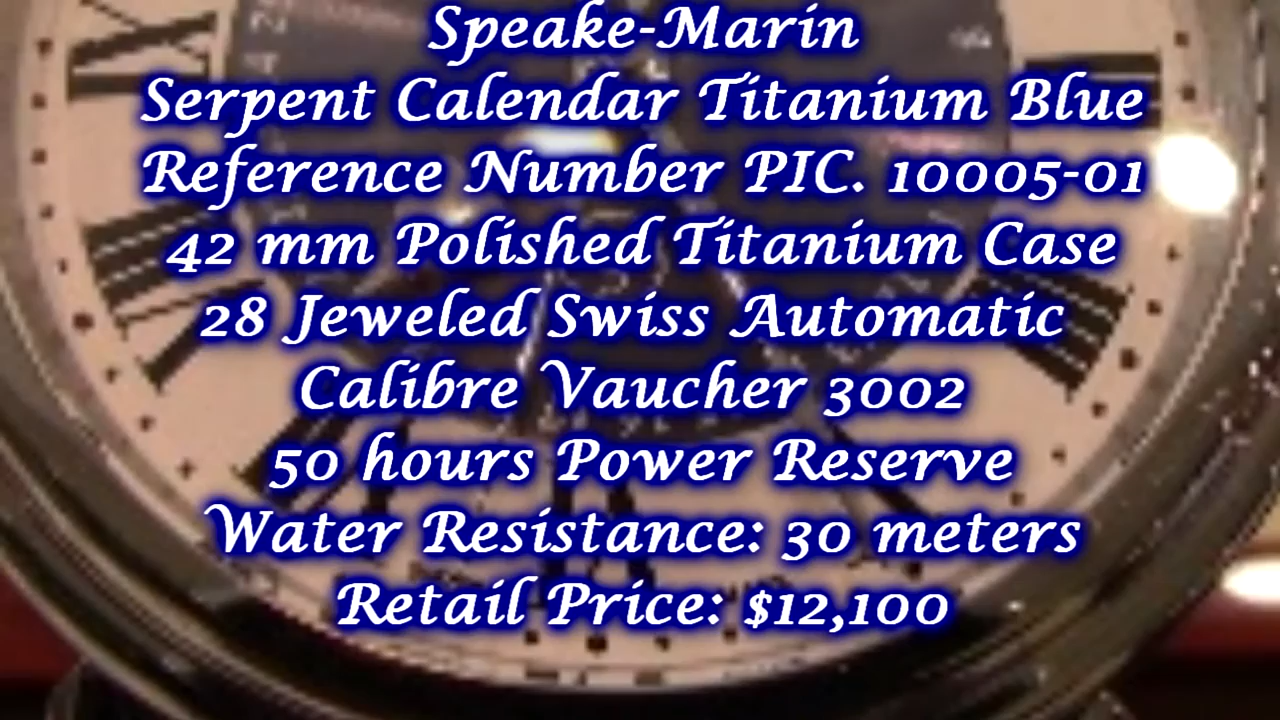 Speake-Marin
Serpent Calendar Titanium Blue
Reference Number PIC. 10005-01
42 mm Polished Titanium Case
28 Jeweled Swiss Automatic
Calibre Vaucher 3002
50 hours Power Reserve
Water Resistance: 30 meters
Retail Price: $12,100